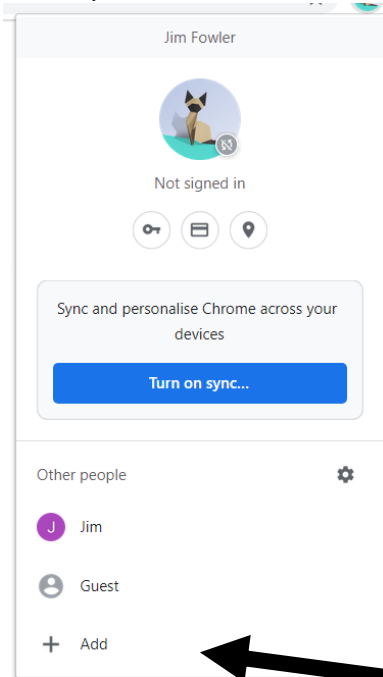 Jim Fowler
Not signed in
Sync and personalise Chrome across your
devices
Turn on sync...
Other people
J Jim
Guest
+ Add